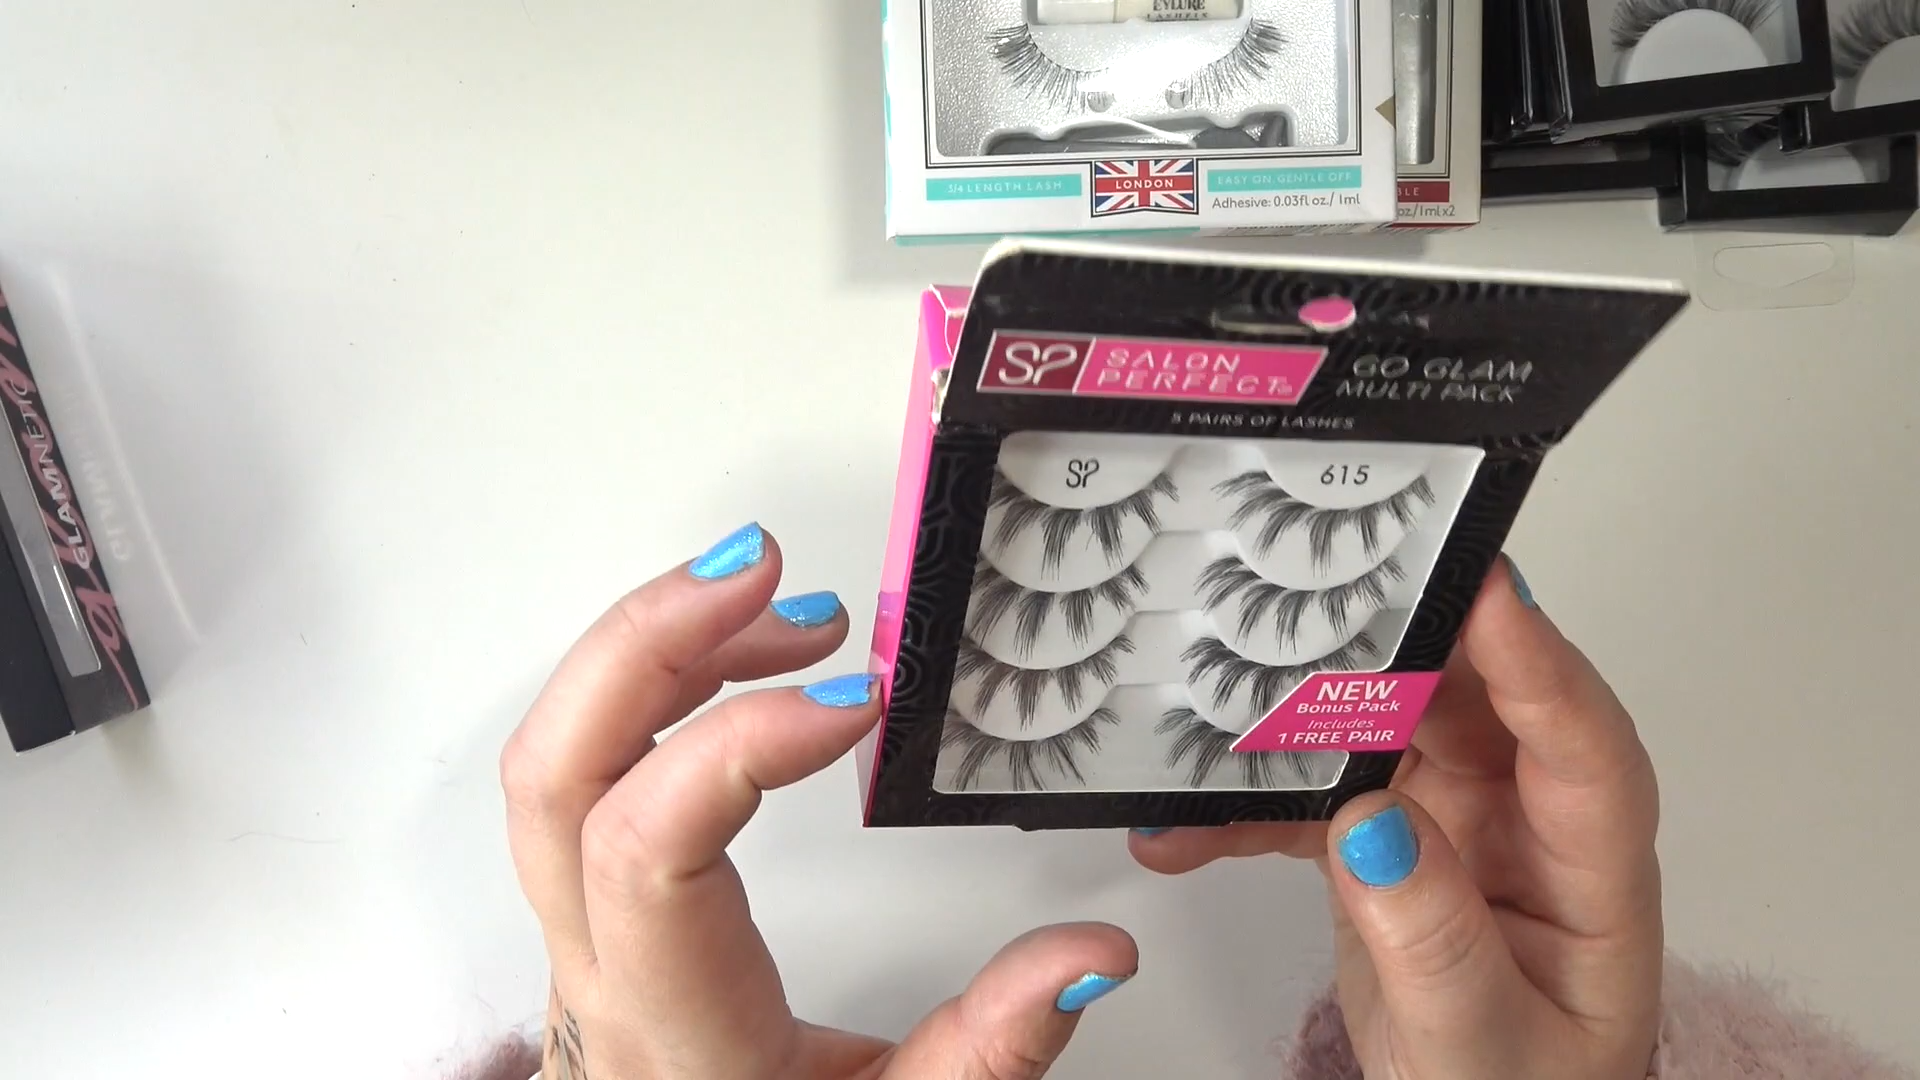 EYLURE
LASHES
3/4 LENGTH LASH
LONDON
EASY ON, GENTLE OFF
Adhesive: 0.03fl oz./ 1ml
BLE
oz./1ml x2
SP SALON
PERFECT®
GO GLAM
MULTI PACK
5 PAIRS OF LASHES
SP
615
NEW
Bonus Pack
Includes
1 FREE PAIR
GLAMNETIC